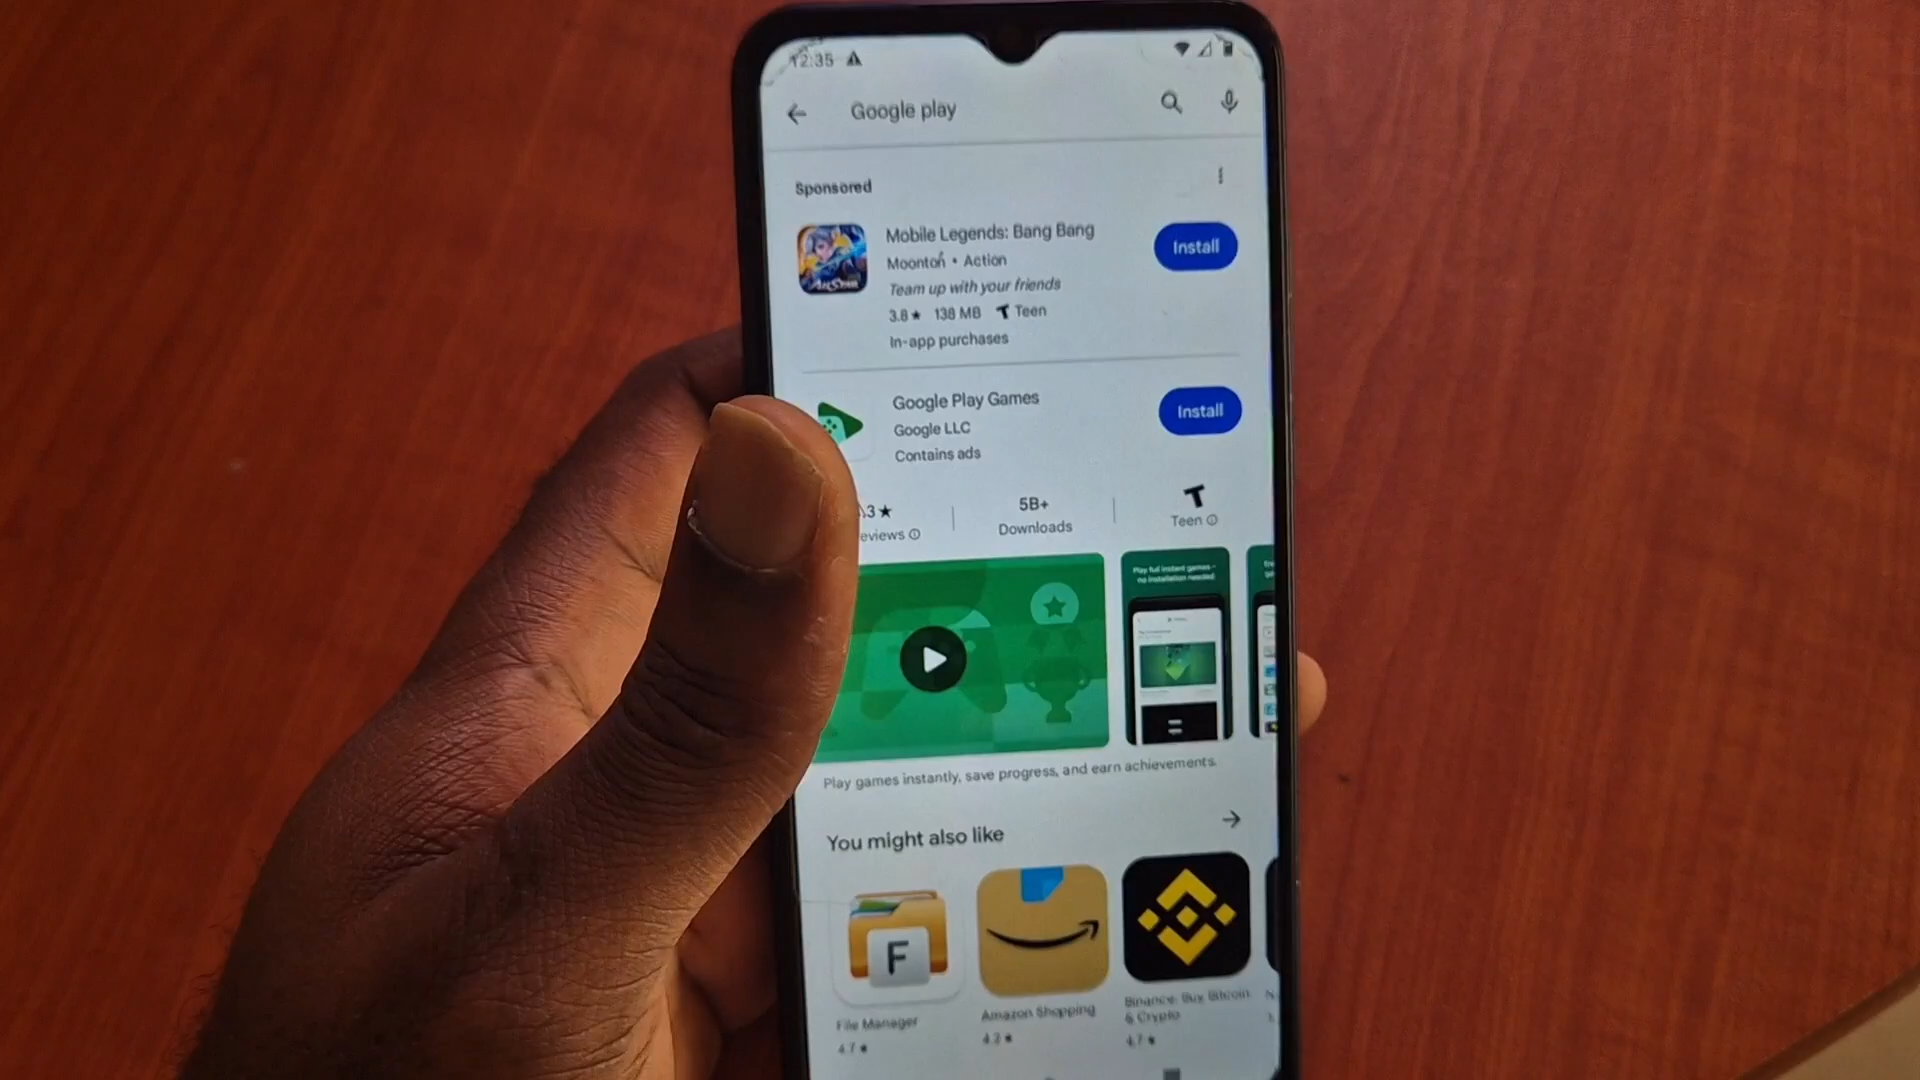 12:35
Google play
Sponsored
Mobile Legends: Bang Bang
Moonton • Action
Install
Team up with your friends
3.8★ 138 MB Teen
In-app purchases
Google Play Games
Google LLC
Install
Contains ads
3★
eviews
5B+
Downloads
T
Teen
Play full instant games –
no installation needed
Play games instantly, save progress, and earn achievements.
You might also like
F
File Manager
4.7★
Amazon Shopping
4.2★
Binance: Buy Bitcoin
& Crypto
4.7★